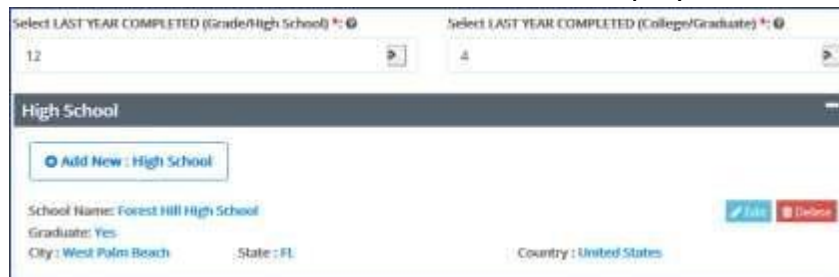 Select LAST YEAR COMPLETED (Grade/High School) *: Select LAST YEAR COMPLETED (College/Graduate) *:
12 4
High School
Add New : High School
School Name: Forest Hill High School Edit Delete
Graduate: Yes
City : West Palm Beach State : FL Country : United States